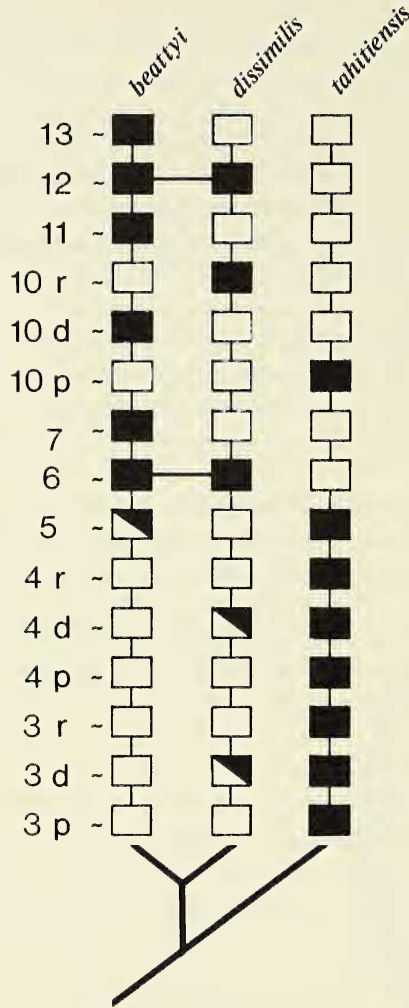 beattyi dissimilis tahitiensis
13 ~
12 ~
11 ~
10 r ~
10 d ~
10 p ~
7 ~
6 ~
5 ~
4 r ~
4 d ~
4 p ~
3 r ~
3 d ~
3 p ~